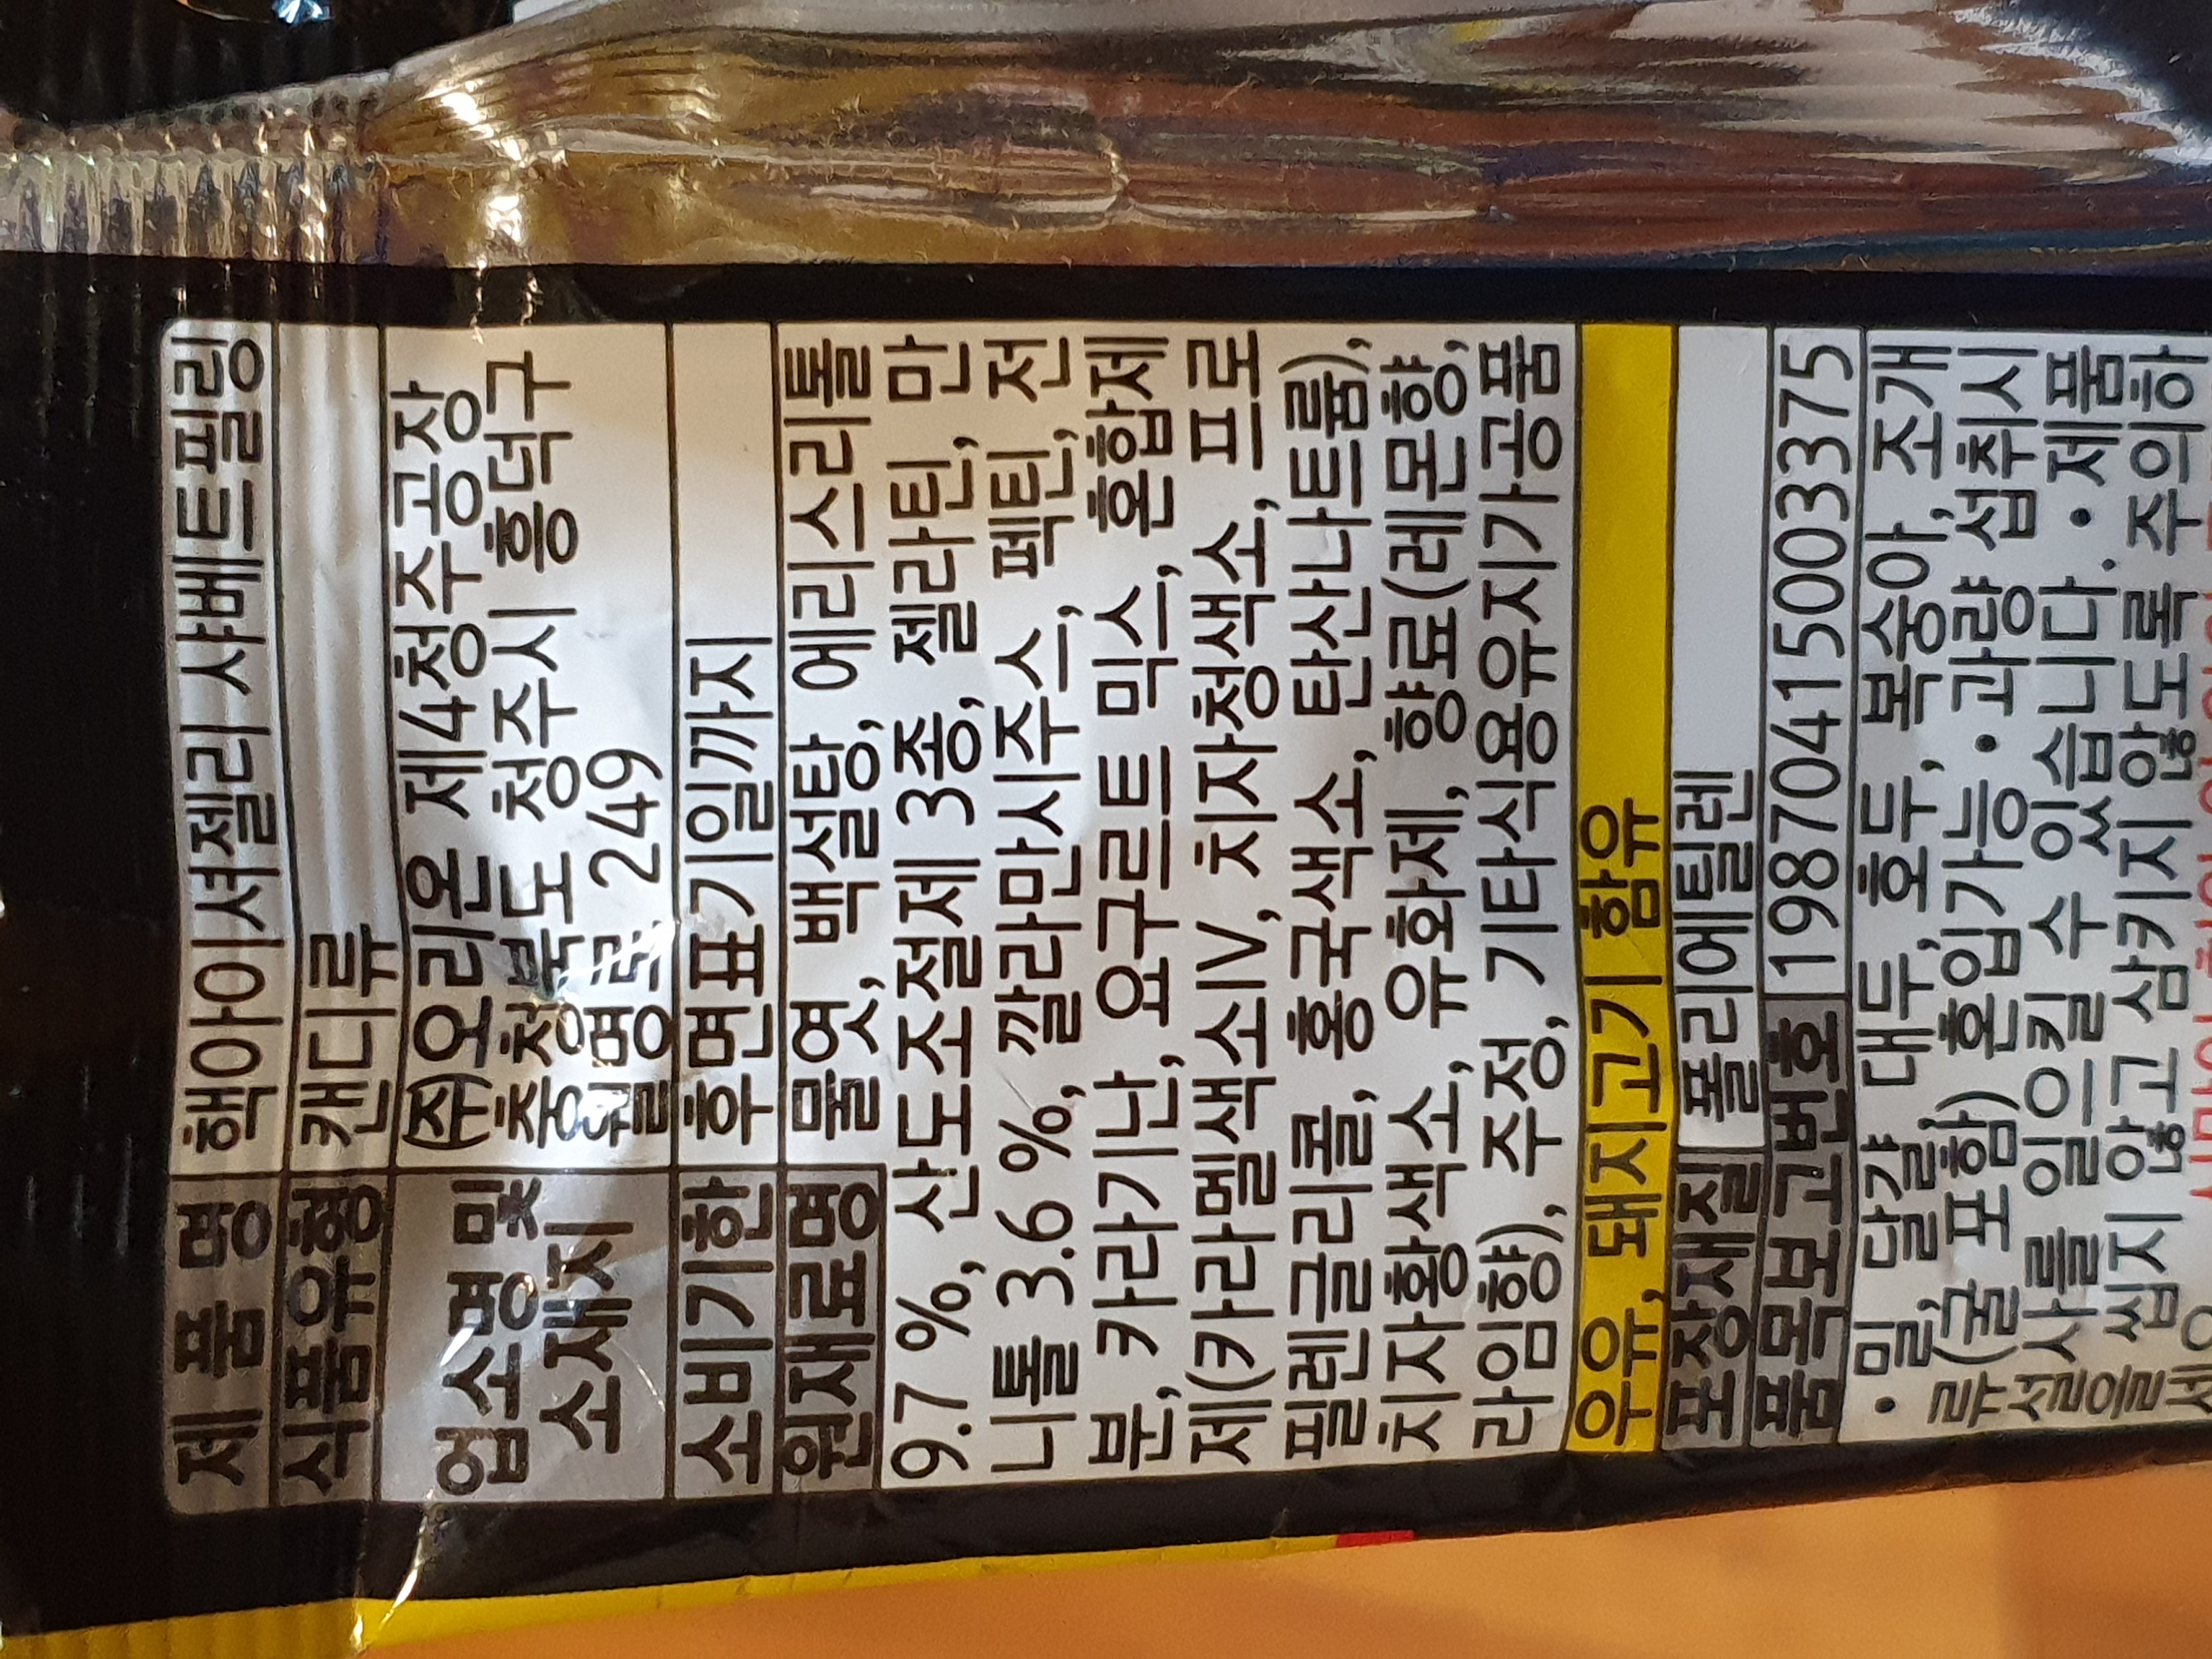 제 품 명 핵아이셔젤리 샤베트필링
식품유형 캔디류
업소명 및 소재지 ㈜오리온 제4청주공장
충청북도 청주시 흥덕구
월명로 249
소비기한 후면표기일까지
원재료명 물엿, 백설탕, 에리스리톨
9.7 %, 산도조절제 3종, 젤라틴, 만
니톨 3.6 %, 깔라만시주스, 펙틴, 전
분, 카라기난, 요구르트 믹스, 혼합제
제(카라멜색소IV, 치자청색소, 프로
필렌글리콜, 홍국색소, 탄산나트륨),
치자황색소, 유화제, 향료(레몬향,
라임향), 주정, 기타식용유지가공품
우유, 돼지고기 함유
포장재질 폴리에틸렌
품목보고번호 19870415003375
• 밀, 달걀, 대두, 호두, 복숭아, 조개
류(굴 포함) 혼입가능 • 과량 섭취시
설사를 일으킬 수 있습니다. • 제품
을 씹지 않고 삼키지 않도록 주의하
세요